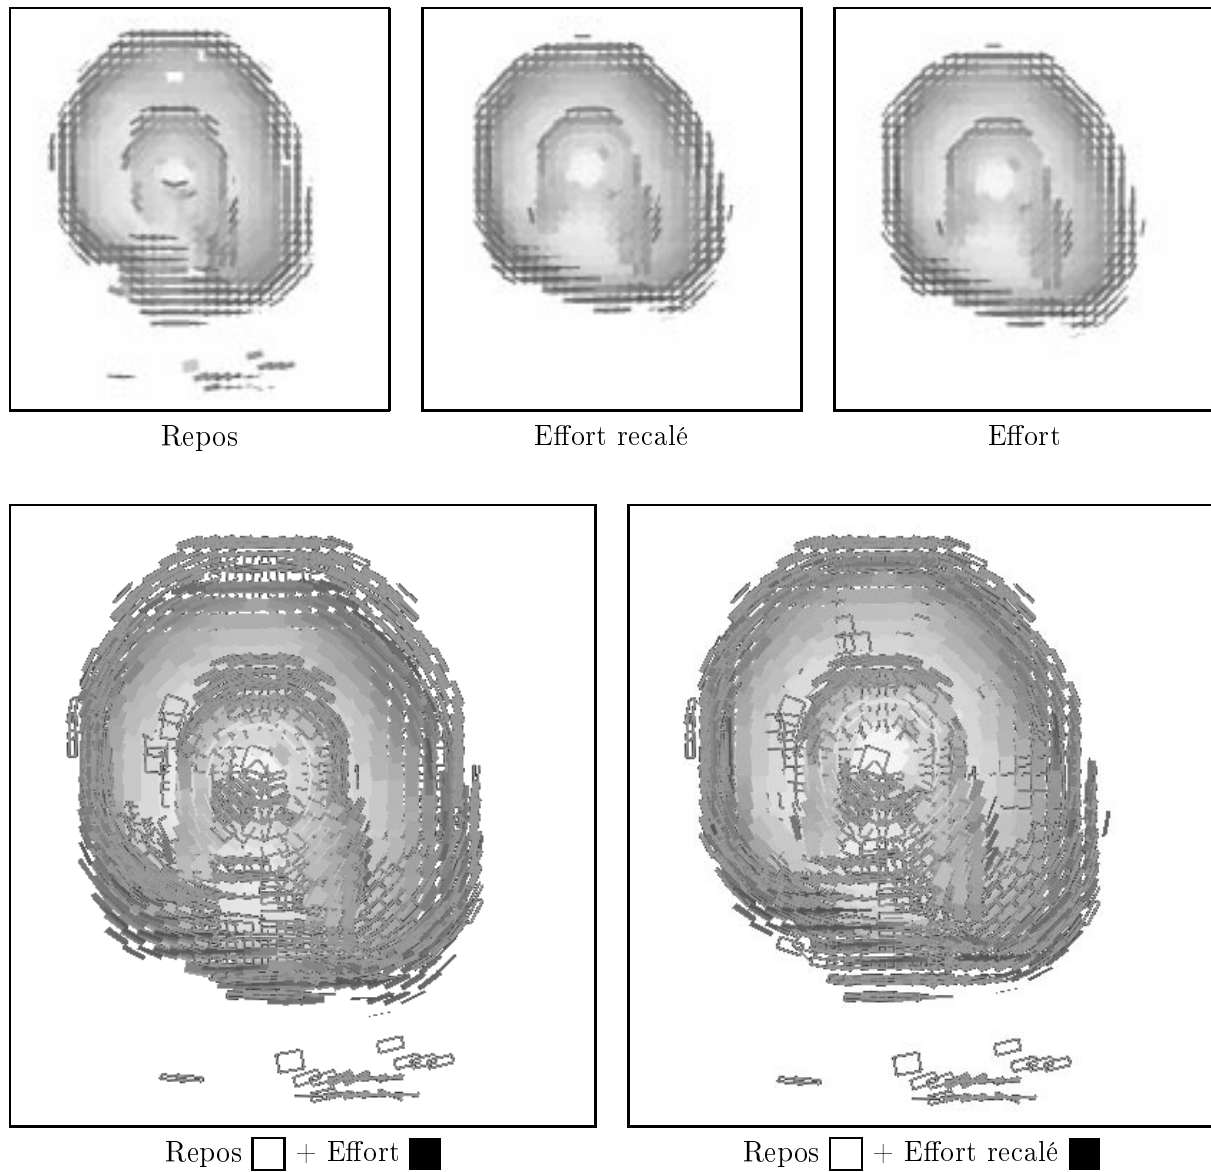 Repos
Effort recalé
Effort
Repos + Effort
Repos + Effort recalé